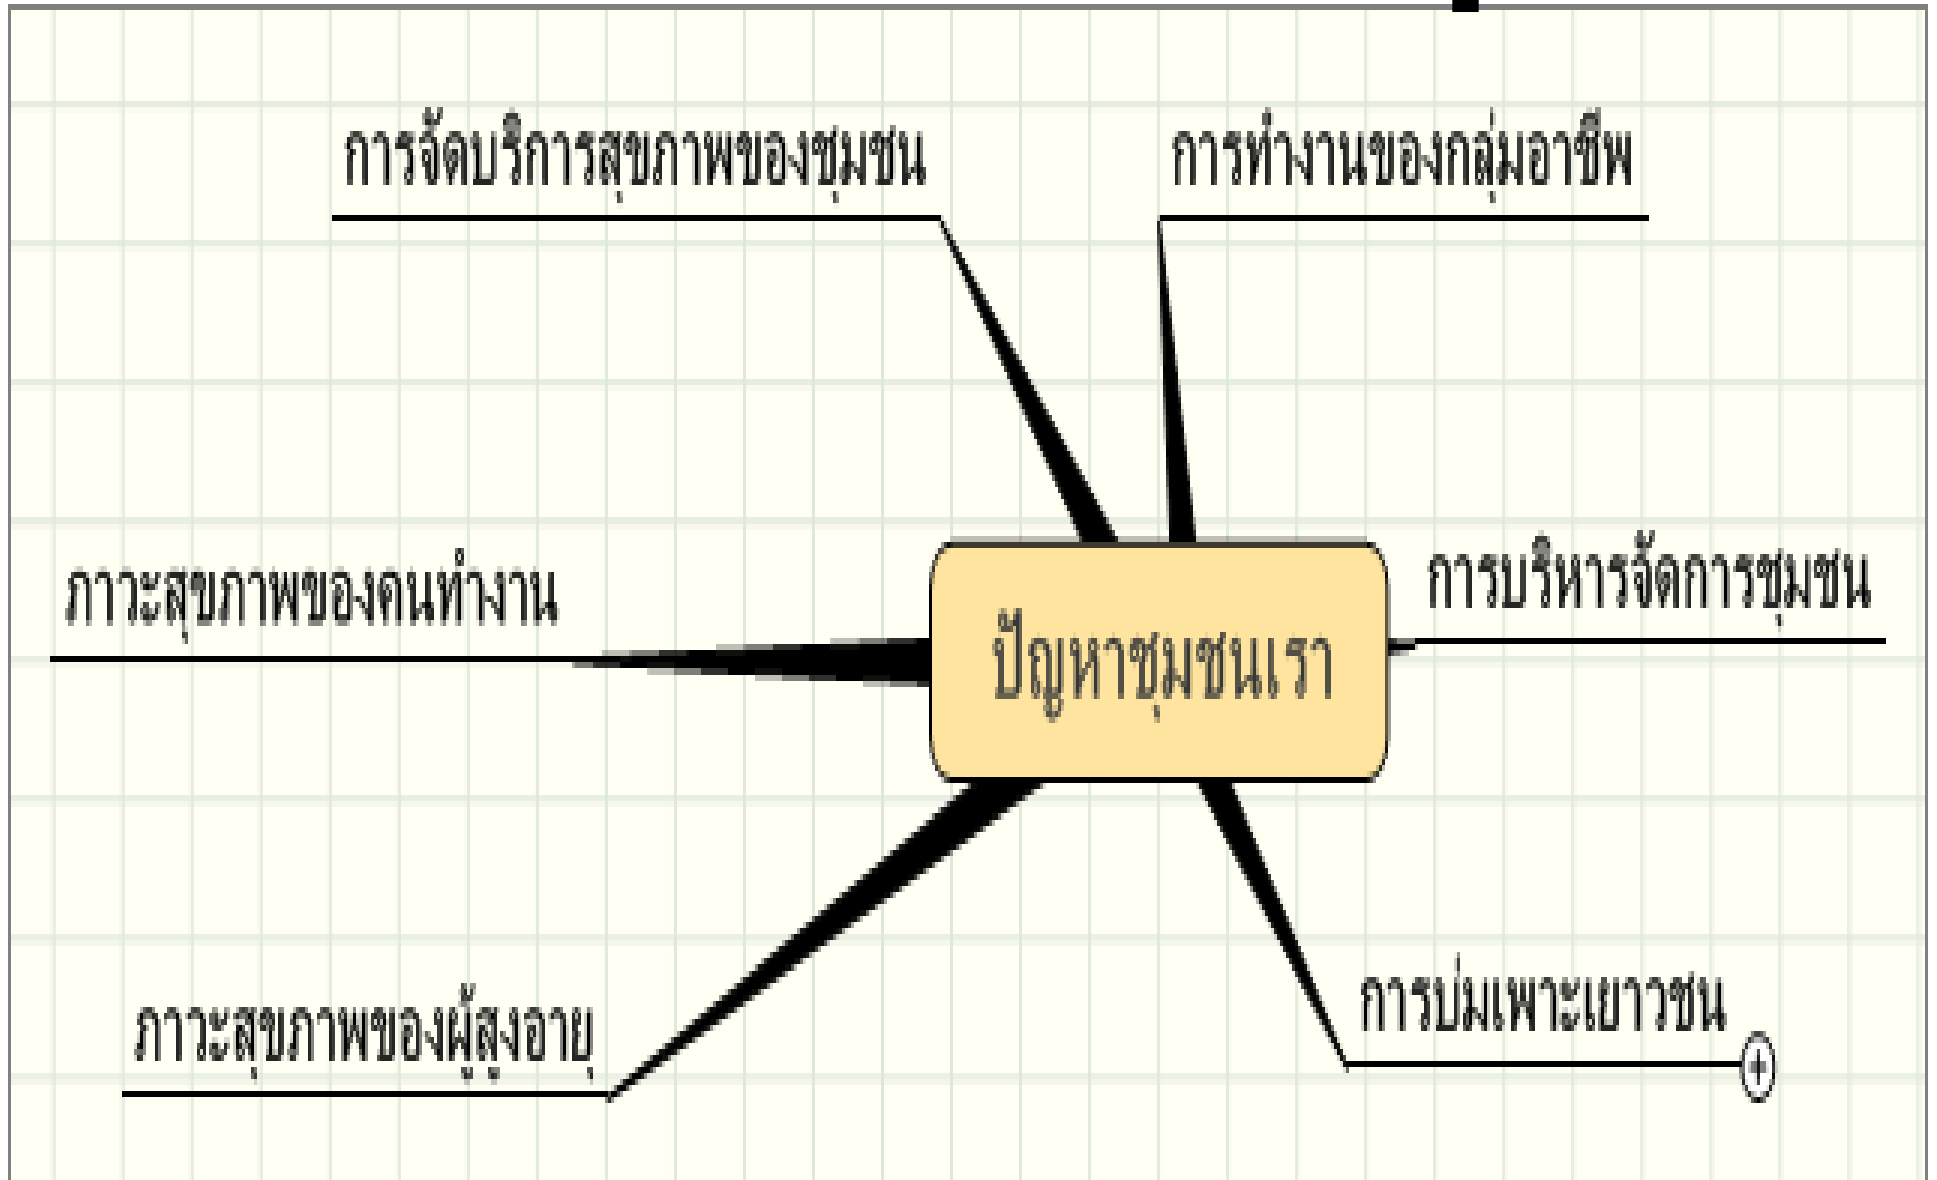 การจัดบริการสุขภาพของชุมชน
การทำงานของกลุ่มอาชีพ
ภาวะสุขภาพของคนทำงาน
การบริหารจัดการชุมชน
ปัญหาชุมชนเรา
การบ่มเพาะเยาวชน
ภาวะสุขภาพของผู้สูงอายุ